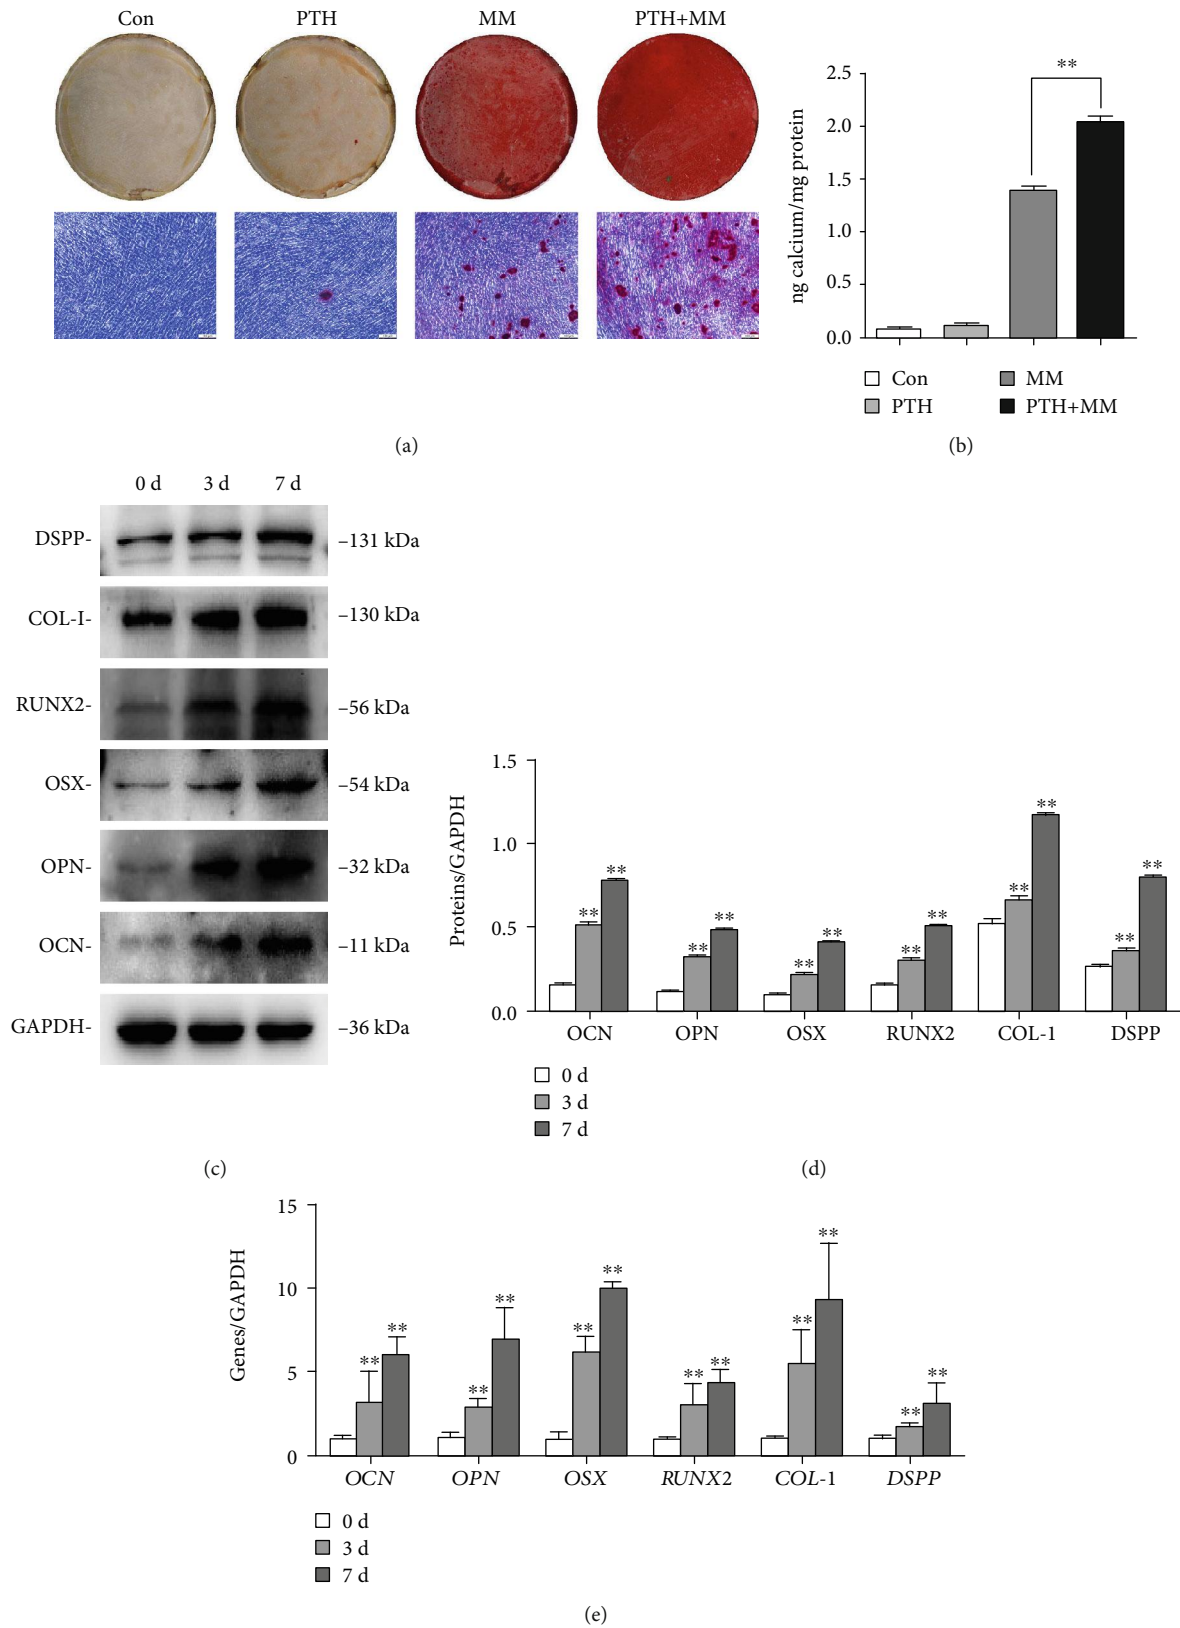 Con PTH MM PTH+MM
(a)
ng calcium/mg protein
2.5
2.0
1.5
1.0
0.5
0.0
**
Con MM
PTH PTH+MM
(b)
0 d 3 d 7 d
DSPP- –131 kDa
COL-I- –130 kDa
RUNX2- –56 kDa
OSX- –54 kDa
OPN- –32 kDa
OCN- –11 kDa
GAPDH- –36 kDa
(c)
Proteins/GAPDH
1.5
1.0
0.5
0.0
** ** ** ** ** ** ** ** ** ** ** **
OCN OPN OSX RUNX2 COL-1 DSPP
0 d
3 d
7 d
(d)
Genes/GAPDH
15
10
5
0
** ** ** ** ** ** ** ** ** ** ** **
OCN OPN OSX RUNX2 COL-1 DSPP
0 d
3 d
7 d
(e)